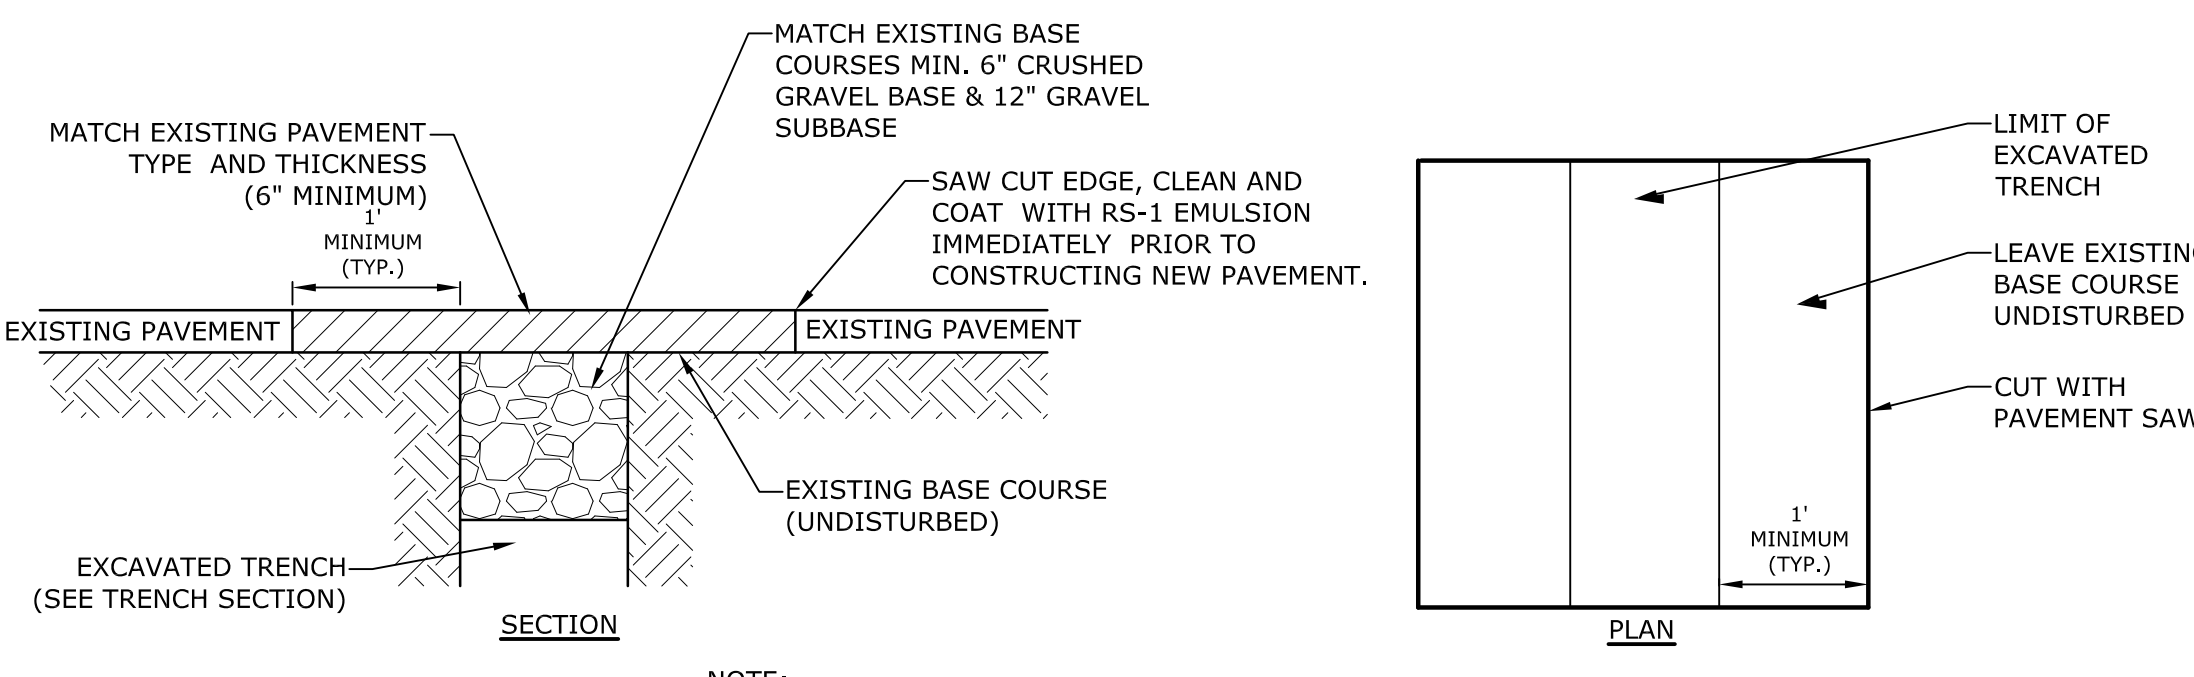 MATCH EXISTING BASE
COURSES MIN. 6" CRUSHED
GRAVEL BASE & 12" GRAVEL
SUBBASE
MATCH EXISTING PAVEMENT
TYPE AND THICKNESS
(6" MINIMUM)
1'
MINIMUM
(TYP.)
SAW CUT EDGE, CLEAN AND
COAT WITH RS-1 EMULSION
IMMEDIATELY PRIOR TO
CONSTRUCTING NEW PAVEMENT.
EXISTING PAVEMENT
EXISTING PAVEMENT
EXISTING BASE COURSE
(UNDISTURBED)
EXCAVATED TRENCH
(SEE TRENCH SECTION)
SECTION
LIMIT OF
EXCAVATED
TRENCH
LEAVE EXISTING
BASE COURSE
UNDISTURBED
CUT WITH
PAVEMENT SAW
1'
MINIMUM
(TYP.)
PLAN
NOTE: